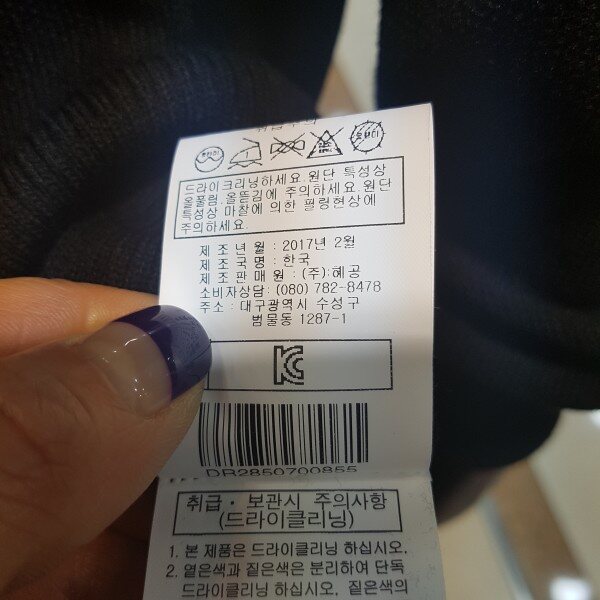 드라이크리닝하세요.원단 특성상
올풀림,올뜯김에 주의하세요.원단
특성상 마찰에 의한 필링현상에
주의하세요.
제 조 년 월 : 2017년 2월
제 조 국 명 : 한국
제 조 판 매 원 : (주)혜공
소비자상담: (080) 782-8478
주소 : 대구광역시 수성구
범물동 1287-1
KC
DR2850700855
취급 · 보관시 주의사항
(드라이클리닝)
1. 본 제품은 드라이클리닝 하십시오.
2. 옅은색과 짙은색은 분리하여 단독
드라이클리닝 하십시오. 짙은색의